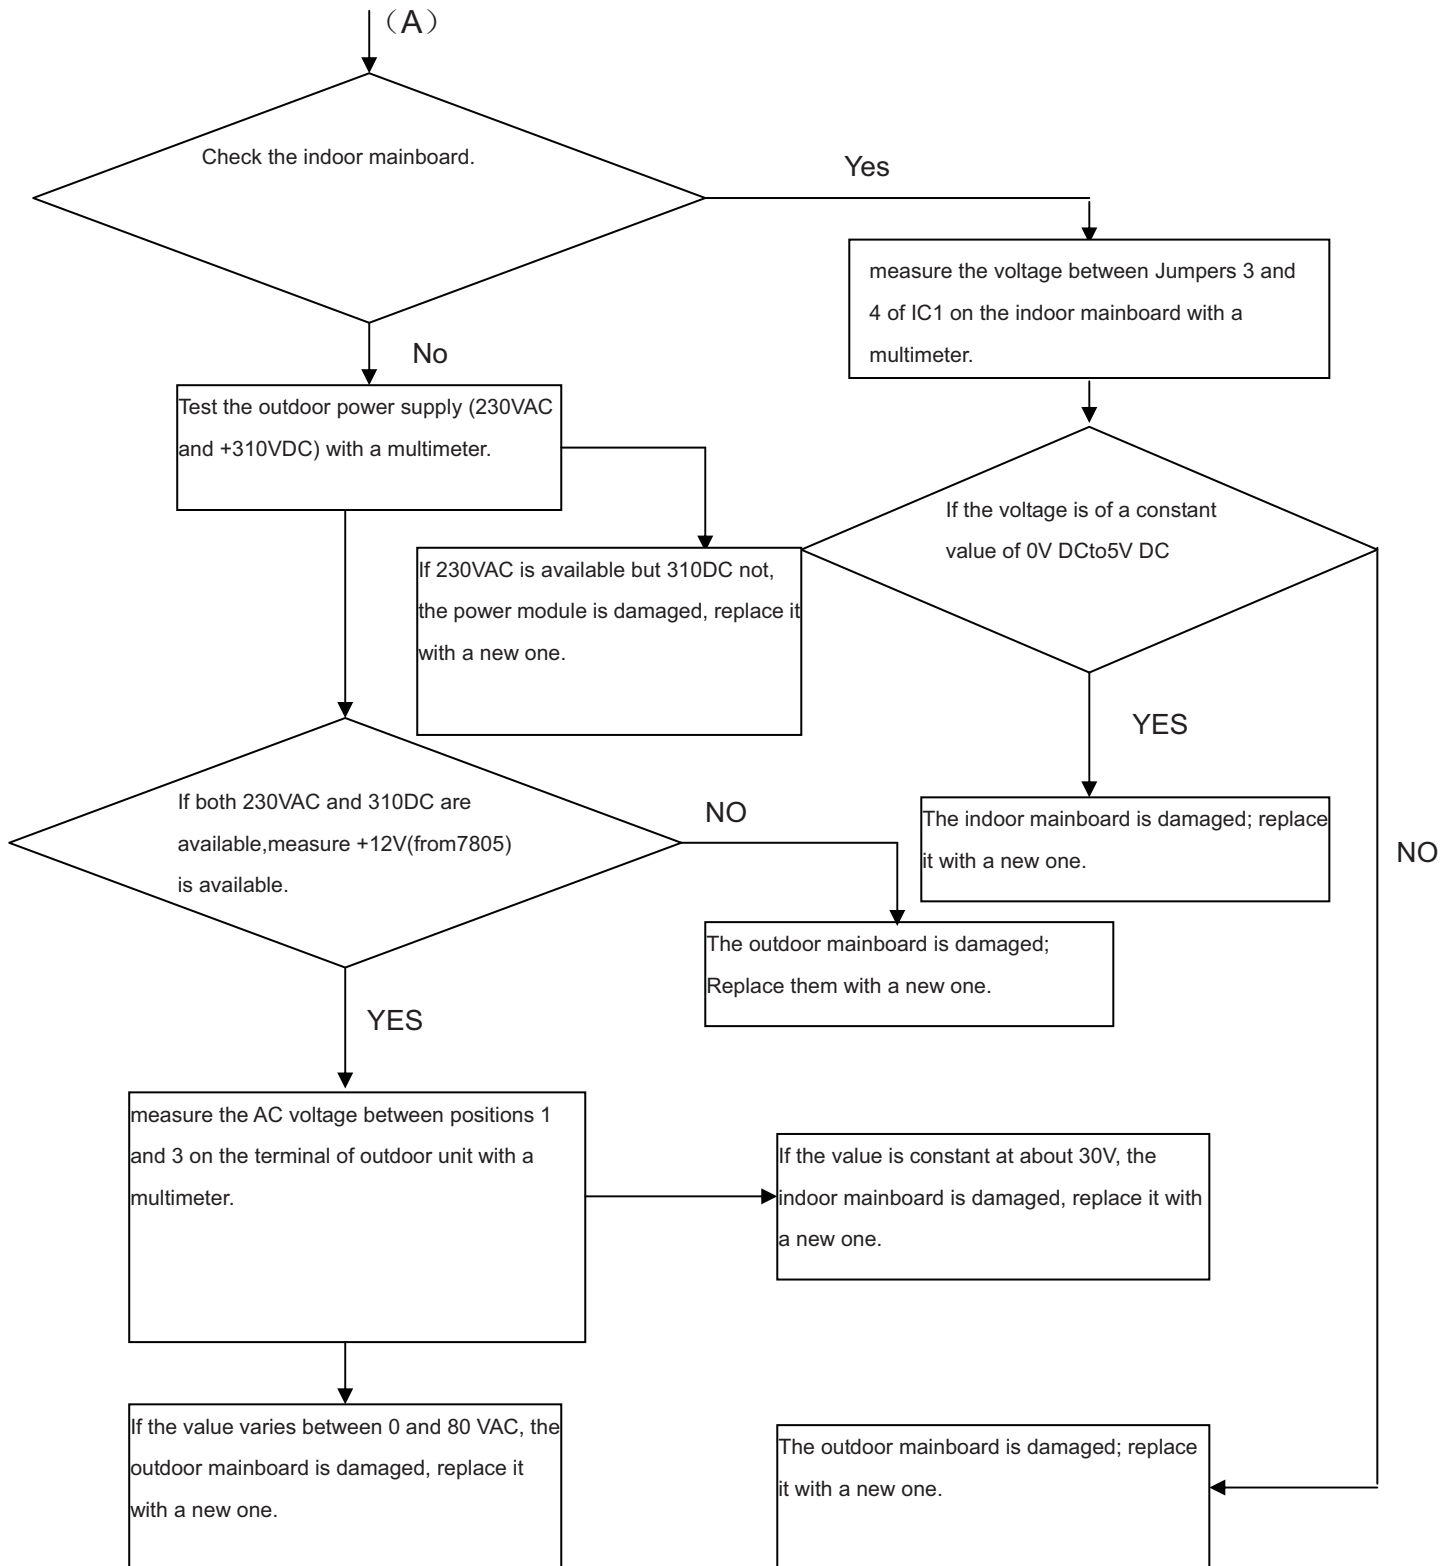 （A）
Check the indoor mainboard.
Yes
measure the voltage between Jumpers 3 and
4 of IC1 on the indoor mainboard with a
multimeter.
No
Test the outdoor power supply (230VAC
and +310VDC) with a multimeter.
If the voltage is of a constant
value of 0V DCto5V DC
If 230VAC is available but 310DC not,
the power module is damaged, replace it
with a new one.
YES
If both 230VAC and 310DC are
available,measure +12V(from7805)
is available.
NO
The indoor mainboard is damaged; replace
it with a new one.
NO
The outdoor mainboard is damaged;
Replace them with a new one.
YES
measure the AC voltage between positions 1
and 3 on the terminal of outdoor unit with a
multimeter.
If the value is constant at about 30V, the
indoor mainboard is damaged, replace it with
a new one.
If the value varies between 0 and 80 VAC, the
outdoor mainboard is damaged, replace it
with a new one.
The outdoor mainboard is damaged; replace
it with a new one.